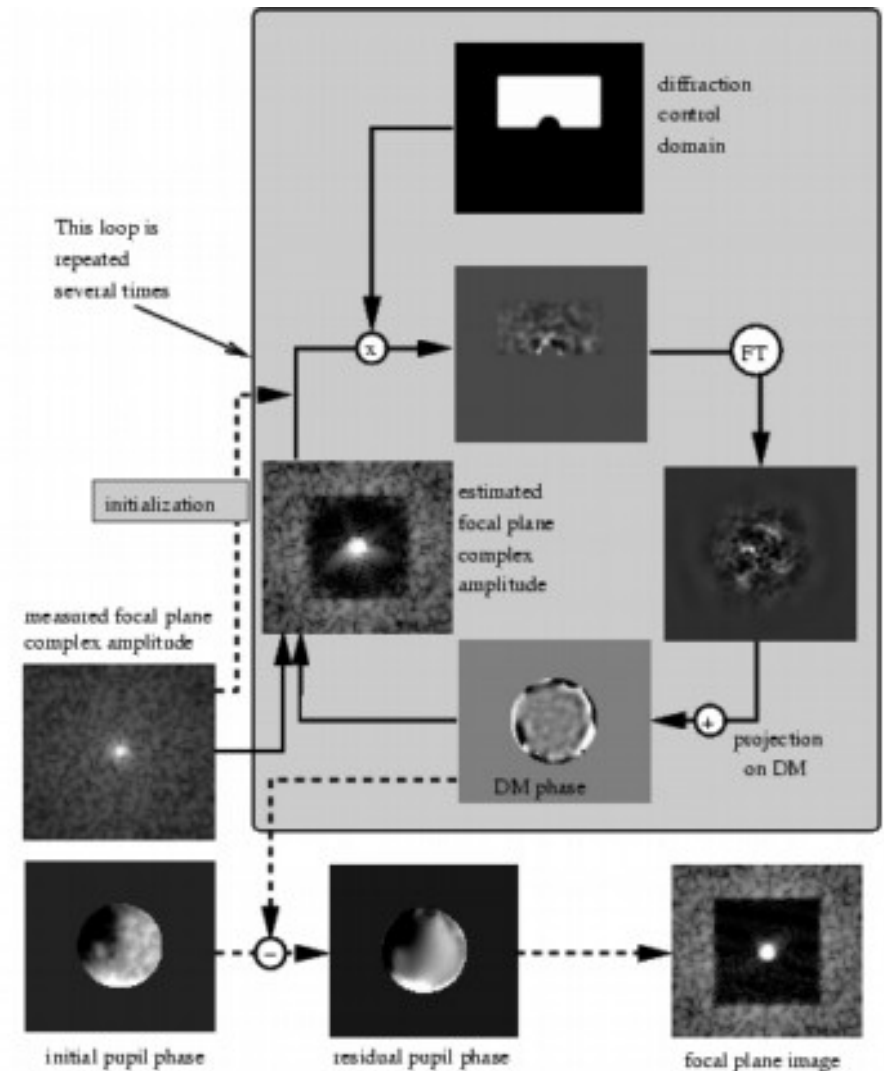 diffraction
control
domain
This loop is
repeated
several times
x
FT
initialization
estimated
focal plane
complex
amplitude
measured focal plane
complex amplitude
+
projection
on DM
DM phase
−
initial pupil phase
residual pupil phase
focal plane image